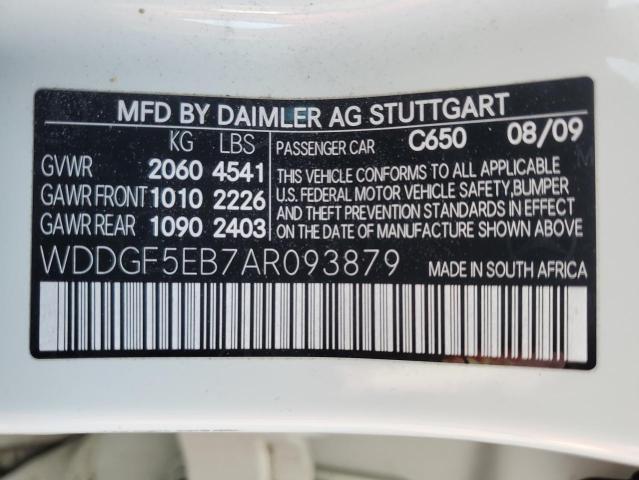 MFD BY DAIMLER AG STUTTGART
KG LBS
PASSENGER CAR C650 08/09
GVWR 2060 4541
GAWR FRONT 1010 2226
GAWR REAR 1090 2403
THIS VEHICLE CONFORMS TO ALL APPLICABLE
U.S. FEDERAL MOTOR VEHICLE SAFETY, BUMPER
AND THEFT PREVENTION STANDARDS IN EFFECT
ON THE DATE OF MANUFACTURE SHOWN ABOVE
WDDGF5EB7AR093879
MADE IN SOUTH AFRICA